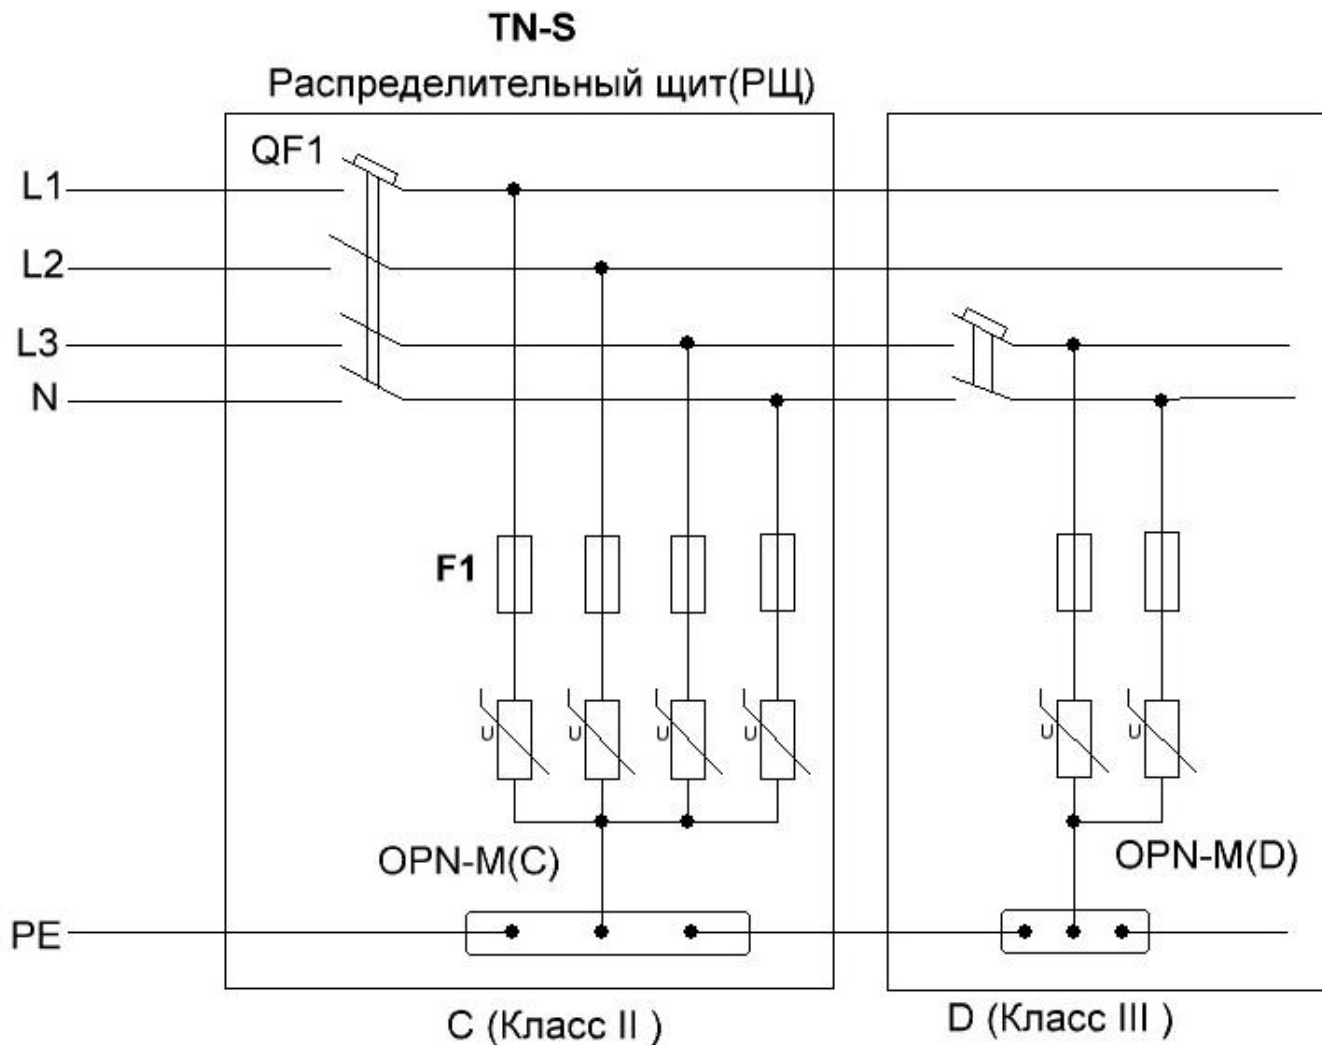 TN-S
Распределительный щит(РЩ)
QF1
L1
L2
L3
N
F1
U
U
U
U
U
U
OPN-M(C)
OPN-M(D)
PE
C (Класс II )
D (Класс III )